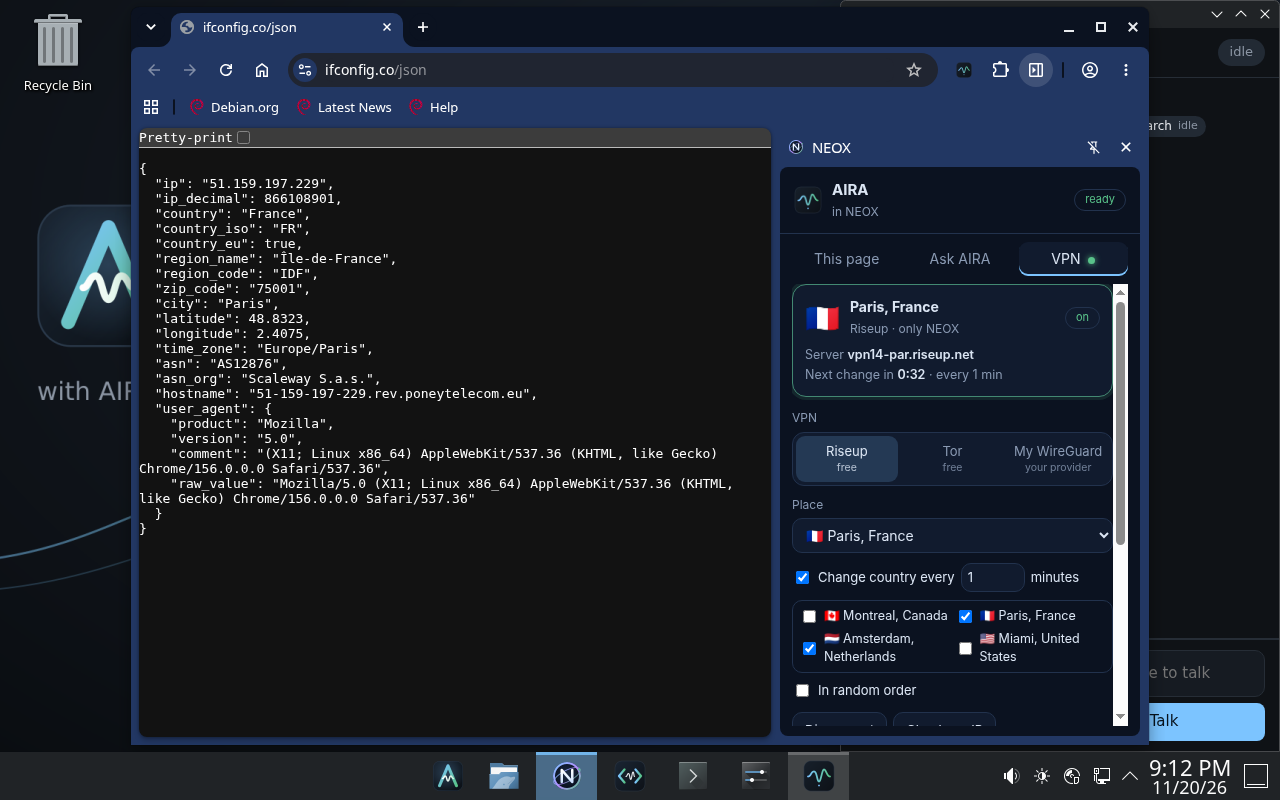 Recycle Bin
with AIR
ifconfig.co/json
ifconfig.co/json
Debian.org
Latest News
Help
Pretty-print
{
  "ip": "51.159.197.229",
  "ip_decimal": 866108901,
  "country": "France",
  "country_iso": "FR",
  "country_eu": true,
  "region_name": "Île-de-France",
  "region_code": "IDF",
  "zip_code": "75001",
  "city": "Paris",
  "latitude": 48.8323,
  "longitude": 2.4075,
  "time_zone": "Europe/Paris",
  "asn": "AS12876",
  "asn_org": "Scaleway S.a.s.",
  "hostname": "51-159-197-229.rev.poneytelecom.eu",
  "user_agent": {
    "product": "Mozilla",
    "version": "5.0",
    "comment": "(X11; Linux x86_64) AppleWebKit/537.36 (KHTML, like Gecko)
Chrome/156.0.0.0 Safari/537.36",
    "raw_value": "Mozilla/5.0 (X11; Linux x86_64) AppleWebKit/537.36 (KHTML,
like Gecko) Chrome/156.0.0.0 Safari/537.36"
  }
}
NEOX
AIRA
in NEOX
ready
This page
Ask AIRA
VPN
Paris, France
Riseup · only NEOX
on
Server vpn14-par.riseup.net
Next change in 0:32 · every 1 min
VPN
Riseup
free
Tor
free
My WireGuard
your provider
Place
Paris, France
Change country every 1 minutes
Montreal, Canada
Paris, France
Amsterdam,
Netherlands
Miami, United
States
In random order
idle
arch idle
e to talk
Talk
9:12 PM
11/20/26